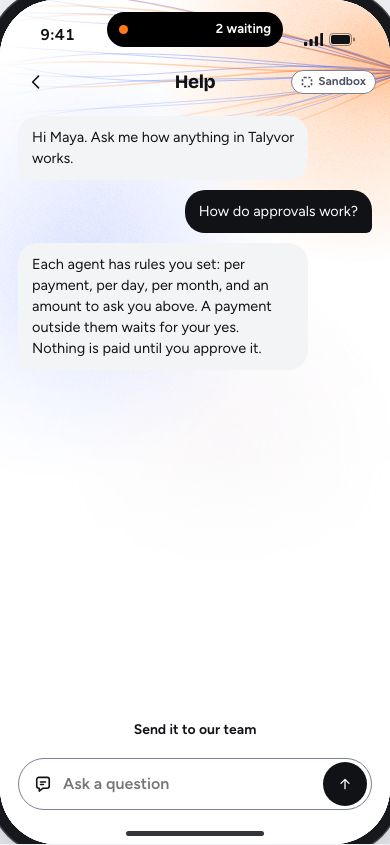 9:41
2 waiting
Help
Sandbox
Hi Maya. Ask me how anything in Talyvor
works.
How do approvals work?
Each agent has rules you set: per
payment, per day, per month, and an
amount to ask you above. A payment
outside them waits for your yes.
Nothing is paid until you approve it.
Send it to our team
Ask a question